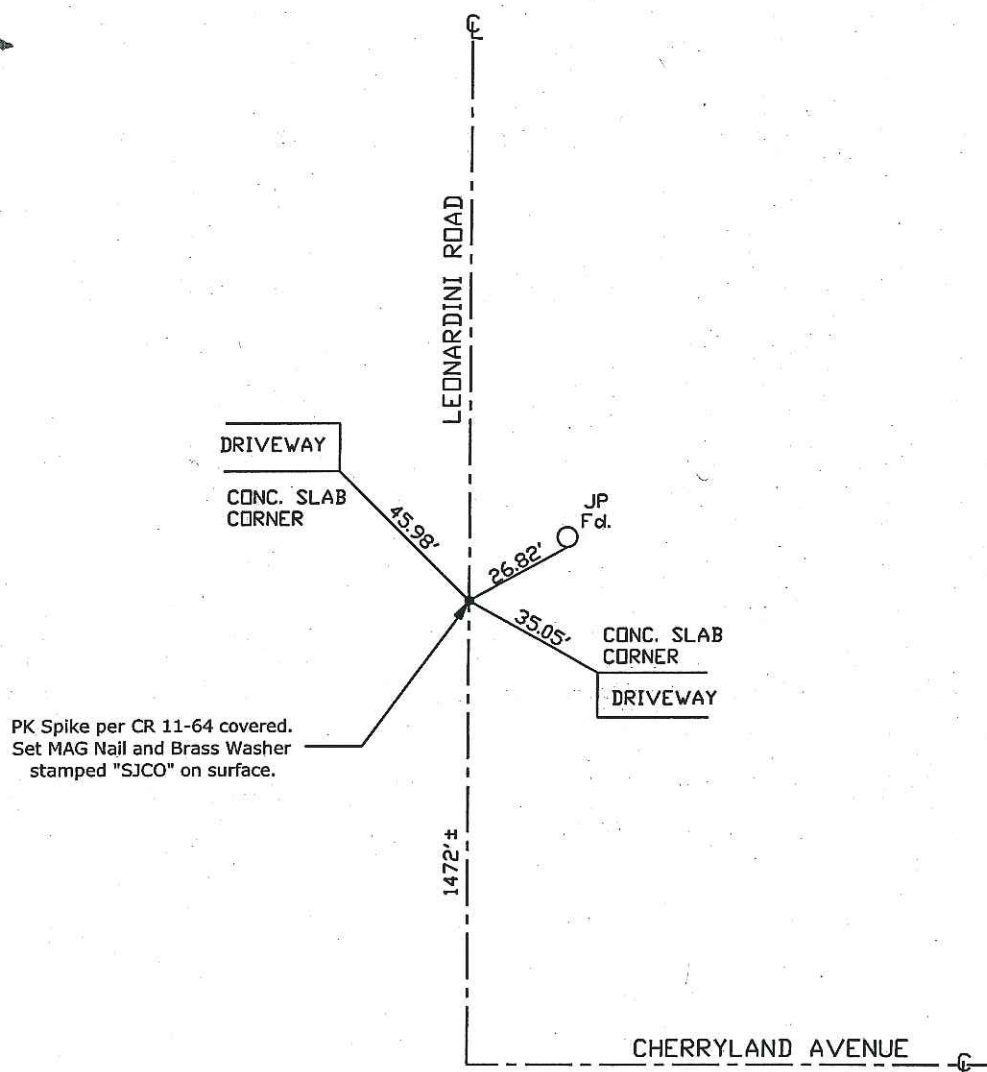 ℄
LEONARDINI ROAD
DRIVEWAY
CONC. SLAB
CORNER
45.98'
JP
Fd.
26.82'
35.05'
CONC. SLAB
CORNER
DRIVEWAY
PK Spike per CR 11-64 covered.
Set MAG Nail and Brass Washer
stamped "SJCO" on surface.
1472'±
CHERRYLAND AVENUE
℄